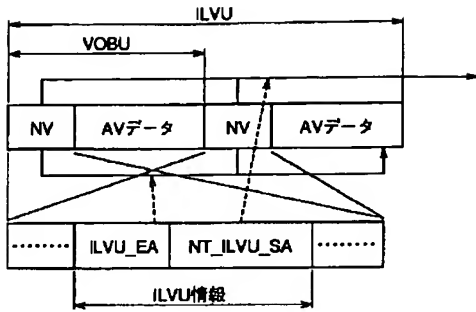 ILVU
VOBU
NV AVデータ NV AVデータ
········ ILVU_EA NT_ILVU_SA ········
ILVU情報